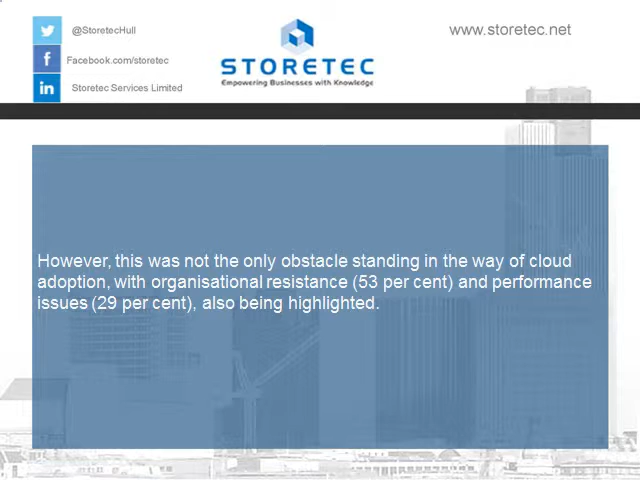 @StoretecHull
www.storetec.net
Facebook.com/storetec
STORETEC
Empowering Businesses with Knowledge
Storetec Services Limited
However, this was not the only obstacle standing in the way of cloud
adoption, with organisational resistance (53 per cent) and performance
issues (29 per cent), also being highlighted.